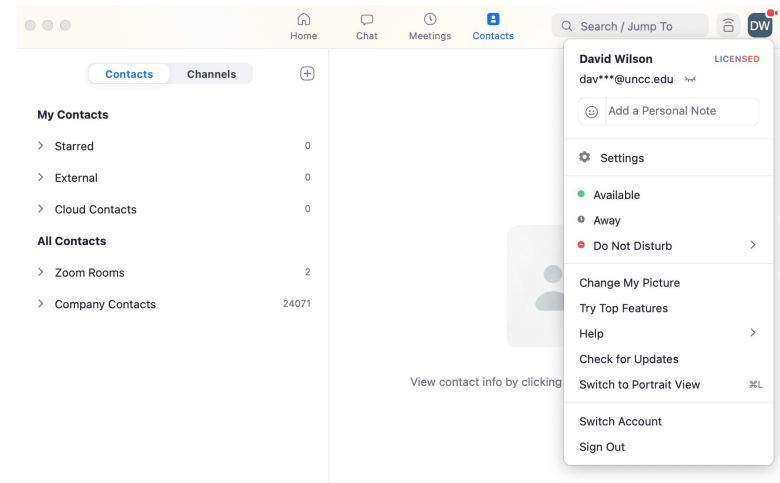 Home
Chat
Meetings
Contacts
Search / Jump To
DW
Contacts
Channels
My Contacts
Starred 0
External 0
Cloud Contacts 0
All Contacts
Zoom Rooms 2
Company Contacts 24071
View contact info by clicking
David Wilson LICENSED
dav***@uncc.edu
Add a Personal Note
Settings
Available
Away
Do Not Disturb
Change My Picture
Try Top Features
Help
Check for Updates
Switch to Portrait View ⌘L
Switch Account
Sign Out